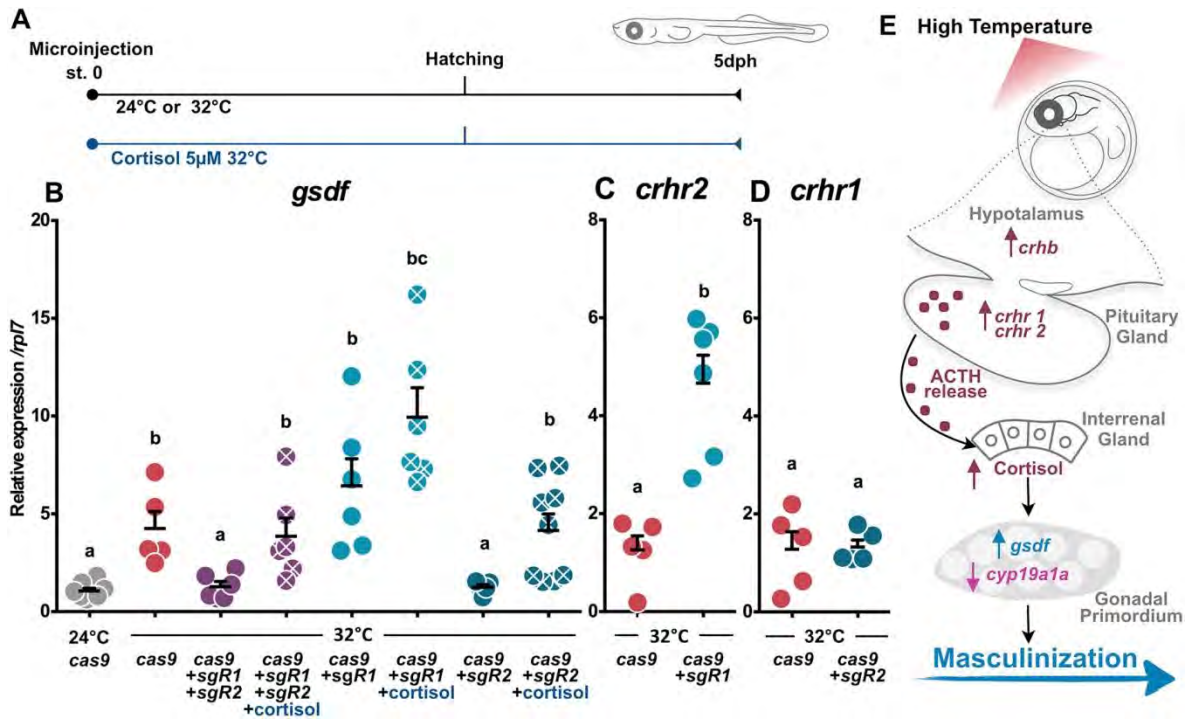 A
Microinjection
st. 0
Hatching
5dph
24°C or 32°C
Cortisol 5µM 32°C
B
gsdf
C crhr2
D crhr1
Relative expression /rpl7
20
15
10
5
0
a
b
a
b
b
bc
a
b
24°C
32°C
cas9
cas9
cas9
+sgR1
+sgR2
cas9
+sgR1
+sgR2
+cortisol
cas9
+sgR1
cas9
+sgR1
+cortisol
cas9
+sgR2
cas9
+sgR2
+cortisol
8
6
4
2
0
a
b
32°C
cas9
cas9
+sgR1
8
6
4
2
0
a
a
32°C
cas9
cas9
+sgR2
E
High Temperature
Hypotalamus
crhb
crhr 1
crhr 2
Pituitary
Gland
ACTH
release
Interrenal
Gland
Cortisol
gsdf
cyp19a1a
Gonadal
Primordium
Masculinization